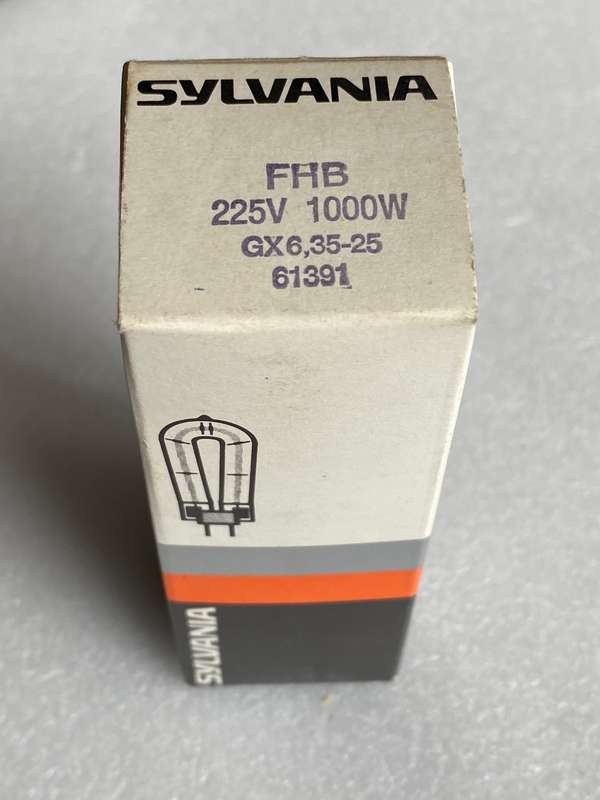 SYLVANIA
FHB
225V 1000W
GX6,35-25
61391
SYLVANIA